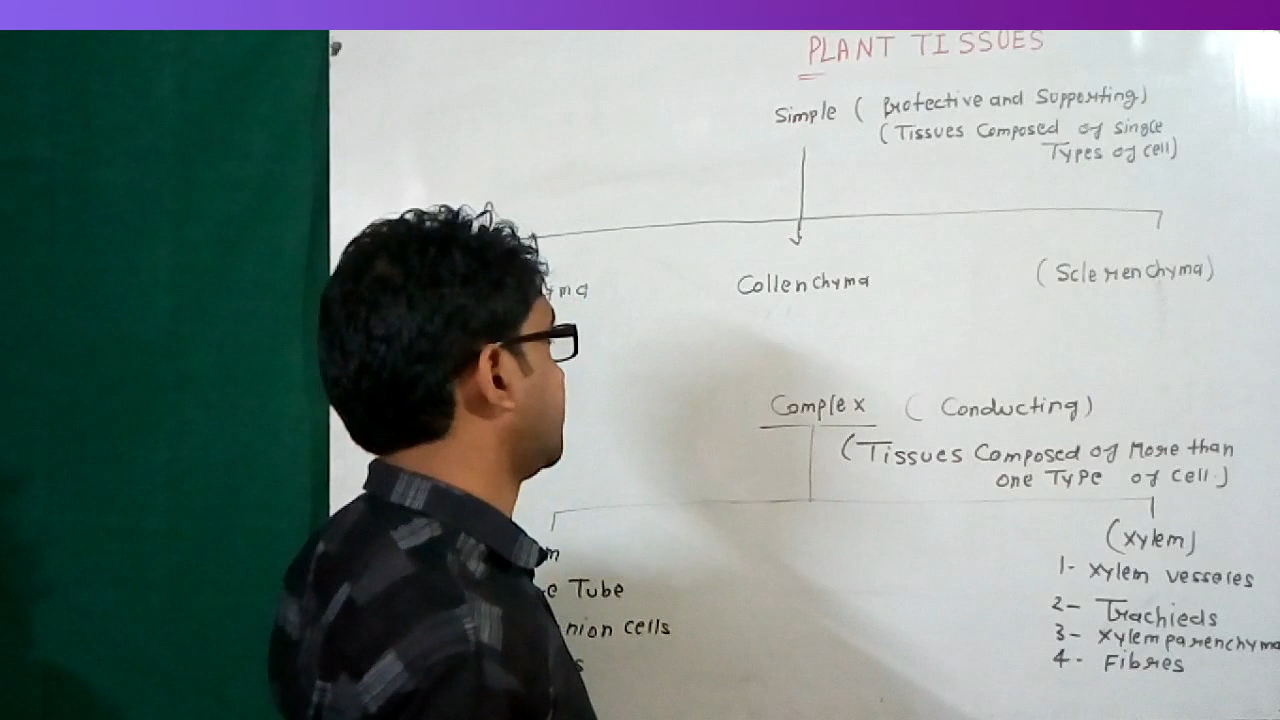 PLANT TISSUES
Simple ( Protective and Supporting)
(Tissues Composed of single
Types of cell)
Collenchyma
(Sclerenchyma)
Complex ( Conducting)
(Tissues Composed of More than
one Type of cell.)
(xylem)
1- xylem vesseres
2- Trachieds
3- xylem parenchyma
4- Fibres
Tube
cells